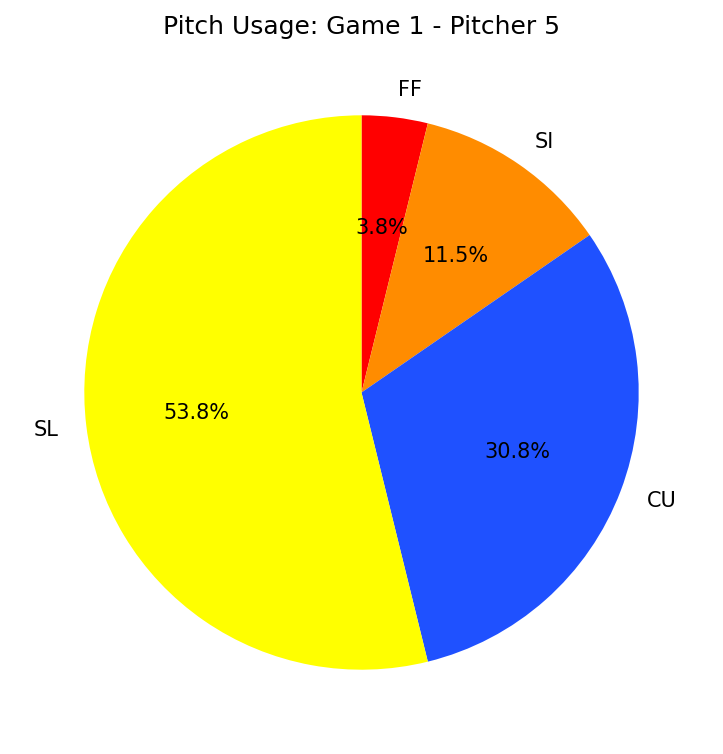 Pitch Usage: Game 1 - Pitcher 5
FF
SI
3.8%
11.5%
53.8%
SL
30.8%
CU